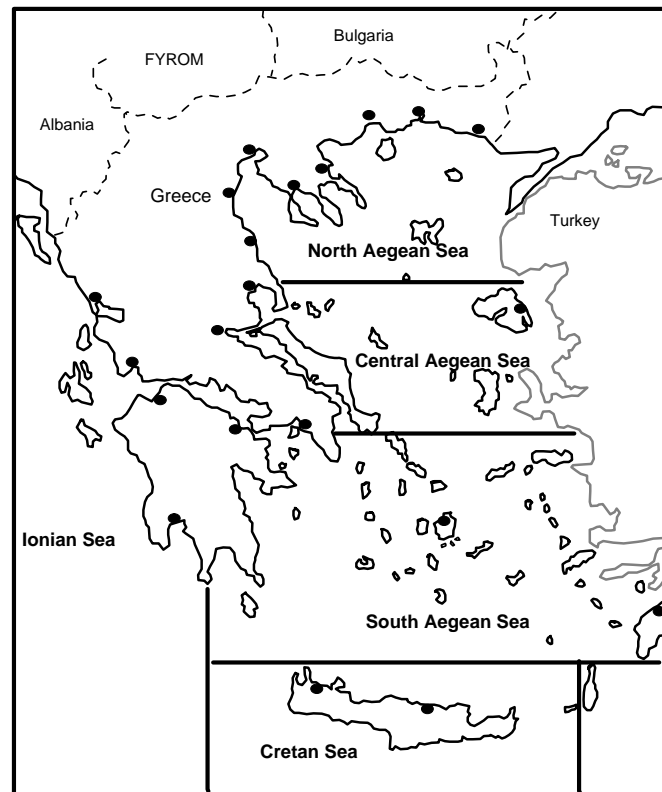 Bulgaria
FYROM
Albania
Greece
Turkey
North Aegean Sea
Central Aegean Sea
Ionian Sea
South Aegean Sea
Cretan Sea